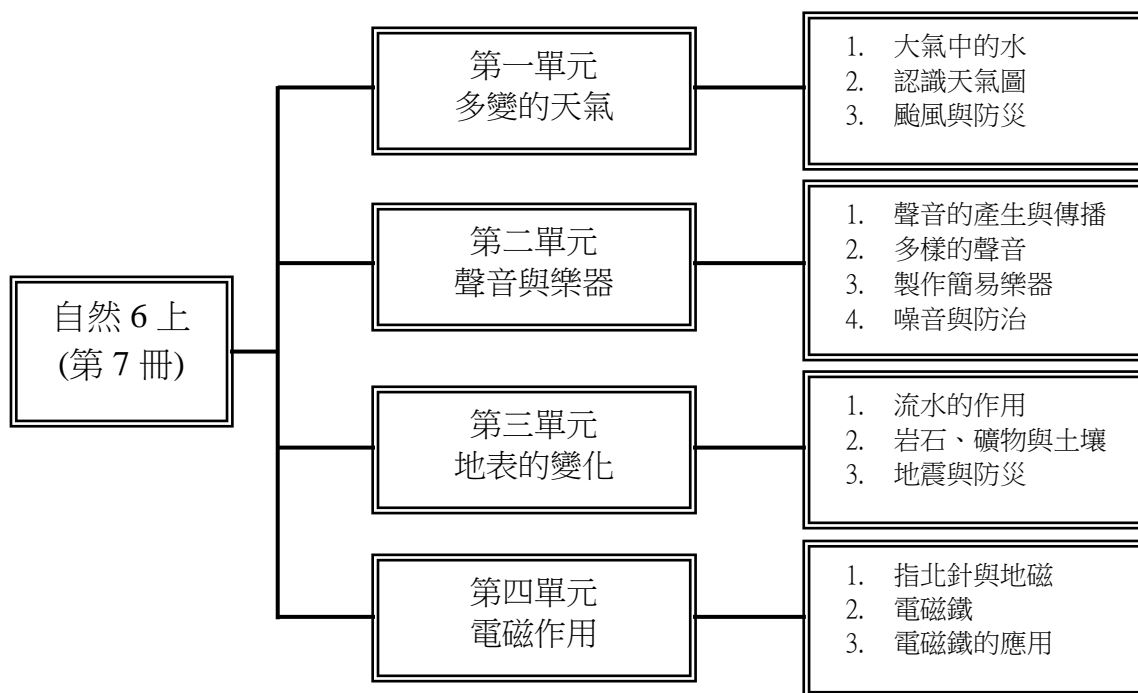 自然 6 上
(第 7 冊)
第一單元
多變的天氣
1. 大氣中的水
2. 認識天氣圖
3. 颱風與防災
第二單元
聲音與樂器
1. 聲音的產生與傳播
2. 多樣的聲音
3. 製作簡易樂器
4. 噪音與防治
第三單元
地表的變化
1. 流水的作用
2. 岩石、礦物與土壤
3. 地震與防災
第四單元
電磁作用
1. 指北針與地磁
2. 電磁鐵
3. 電磁鐵的應用